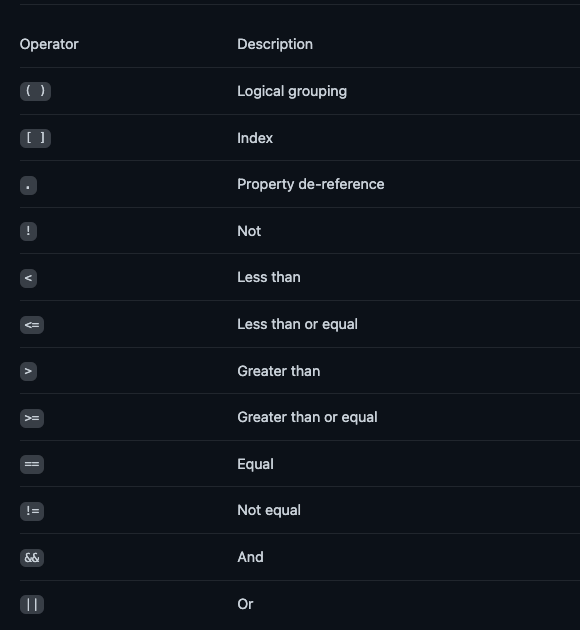 Operator Description
( ) Logical grouping
[ ] Index
. Property de-reference
! Not
< Less than
<= Less than or equal
> Greater than
>= Greater than or equal
== Equal
!= Not equal
&& And
|| Or